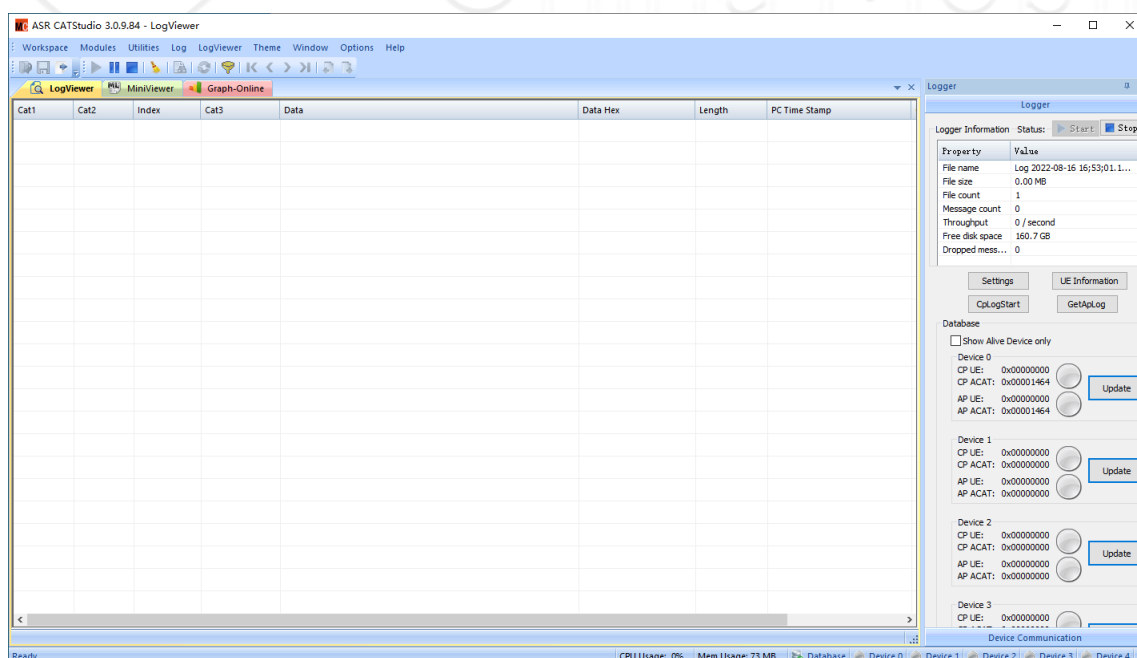 ASR CATStudio 3.0.9.84 - LogViewer
Workspace Modules Utilities Log LogViewer Theme Window Options Help
LogViewer MiniViewer Graph-Online
Cat1 Cat2 Index Cat3 Data Data Hex Length PC Time Stamp
Logger
Logger
Logger Information Status: Start Stop
Property Value
File name Log 2022-08-16 16;53;01.1...
File size 0.00 MB
File count 1
Message count 0
Throughput 0 / second
Free disk space 160.7 GB
Dropped mess... 0
Settings UE Information
CpLogStart GetApLog
Database
Show Alive Device only
Device 0
CP UE: 0x00000000
CP ACAT: 0x00001464
Update
AP UE: 0x00000000
AP ACAT: 0x00001464
Device 1
CP UE: 0x00000000
CP ACAT: 0x00000000
Update
AP UE: 0x00000000
AP ACAT: 0x00000000
Device 2
CP UE: 0x00000000
CP ACAT: 0x00000000
Update
AP UE: 0x00000000
AP ACAT: 0x00000000
Device 3
CP UE: 0x00000000
Device Communication
Ready CPU Usage: 0% Mem Usage: 73 MB Database Device 0 Device 1 Device 2 Device 3 Device 4